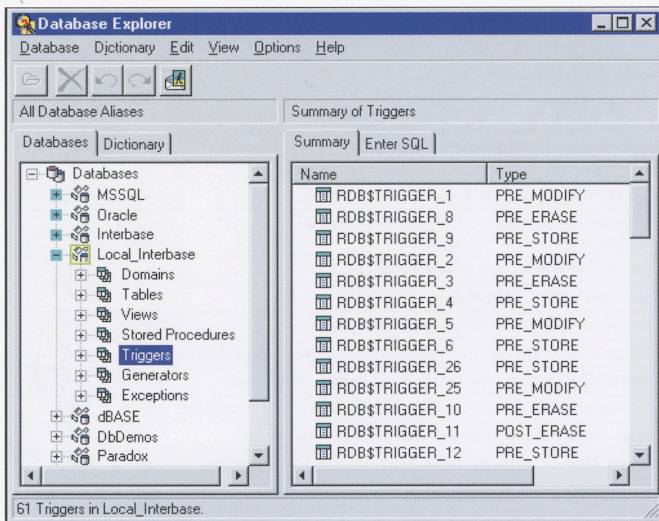 Database Explorer
Database Dictionary Edit View Options Help
All Database Aliases
Summary of Triggers
Databases Dictionary
Databases
MSSQL
Oracle
Interbase
Local_Interbase
Domains
Tables
Views
Stored Procedures
Triggers
Generators
Exceptions
dBASE
DbDemos
Paradox
Summary Enter SQL
Name Type
RDB$TRIGGER_1 PRE_MODIFY
RDB$TRIGGER_8 PRE_ERASE
RDB$TRIGGER_9 PRE_STORE
RDB$TRIGGER_2 PRE_MODIFY
RDB$TRIGGER_3 PRE_ERASE
RDB$TRIGGER_4 PRE_STORE
RDB$TRIGGER_5 PRE_MODIFY
RDB$TRIGGER_6 PRE_STORE
RDB$TRIGGER_26 PRE_STORE
RDB$TRIGGER_25 PRE_MODIFY
RDB$TRIGGER_10 PRE_ERASE
RDB$TRIGGER_11 POST_ERASE
RDB$TRIGGER_12 PRE_STORE
61 Triggers in Local_Interbase.